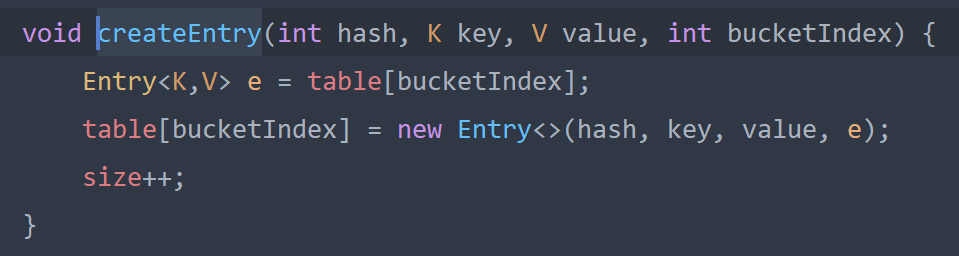 void createEntry(int hash, K key, V value, int bucketIndex) {
    Entry<K,V> e = table[bucketIndex];
    table[bucketIndex] = new Entry<>(hash, key, value, e);
    size++;
}